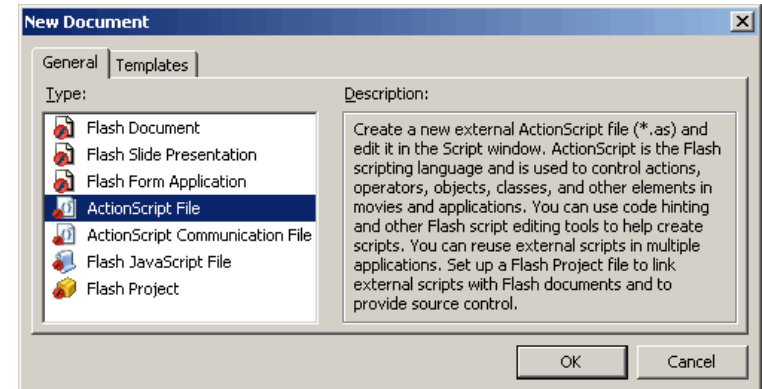 New Document
General
Templates
Type:
Flash Document
Flash Slide Presentation
Flash Form Application
ActionScript File
ActionScript Communication File
Flash JavaScript File
Flash Project
Description:
Create a new external ActionScript file (*.as) and
edit it in the Script window. ActionScript is the Flash
scripting language and is used to control actions,
operators, objects, classes, and other elements in
movies and applications. You can use code hinting
and other Flash script editing tools to help create
scripts. You can reuse external scripts in multiple
applications. Set up a Flash Project file to link
external scripts with Flash documents and to
provide source control.
OK
Cancel